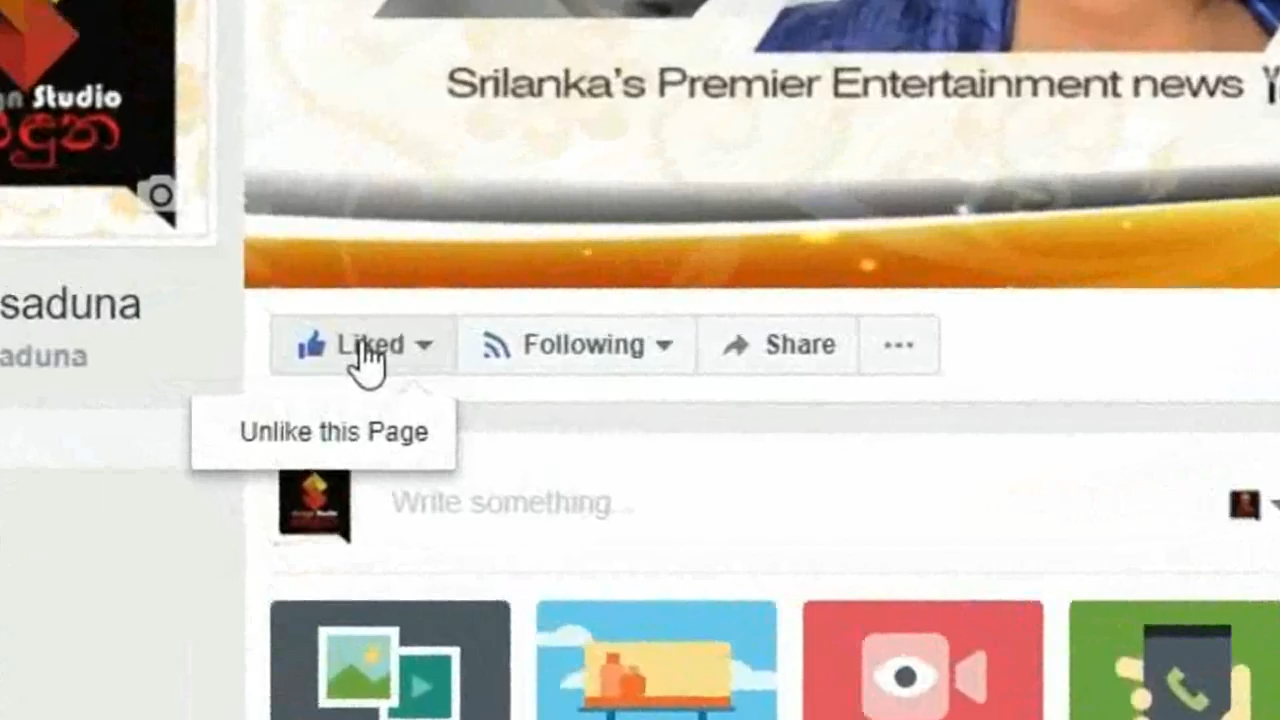 Srilanka's Premier Entertainment news
Studio
saduna
aduna
Liked
Following
Share
Unlike this Page
Write something...